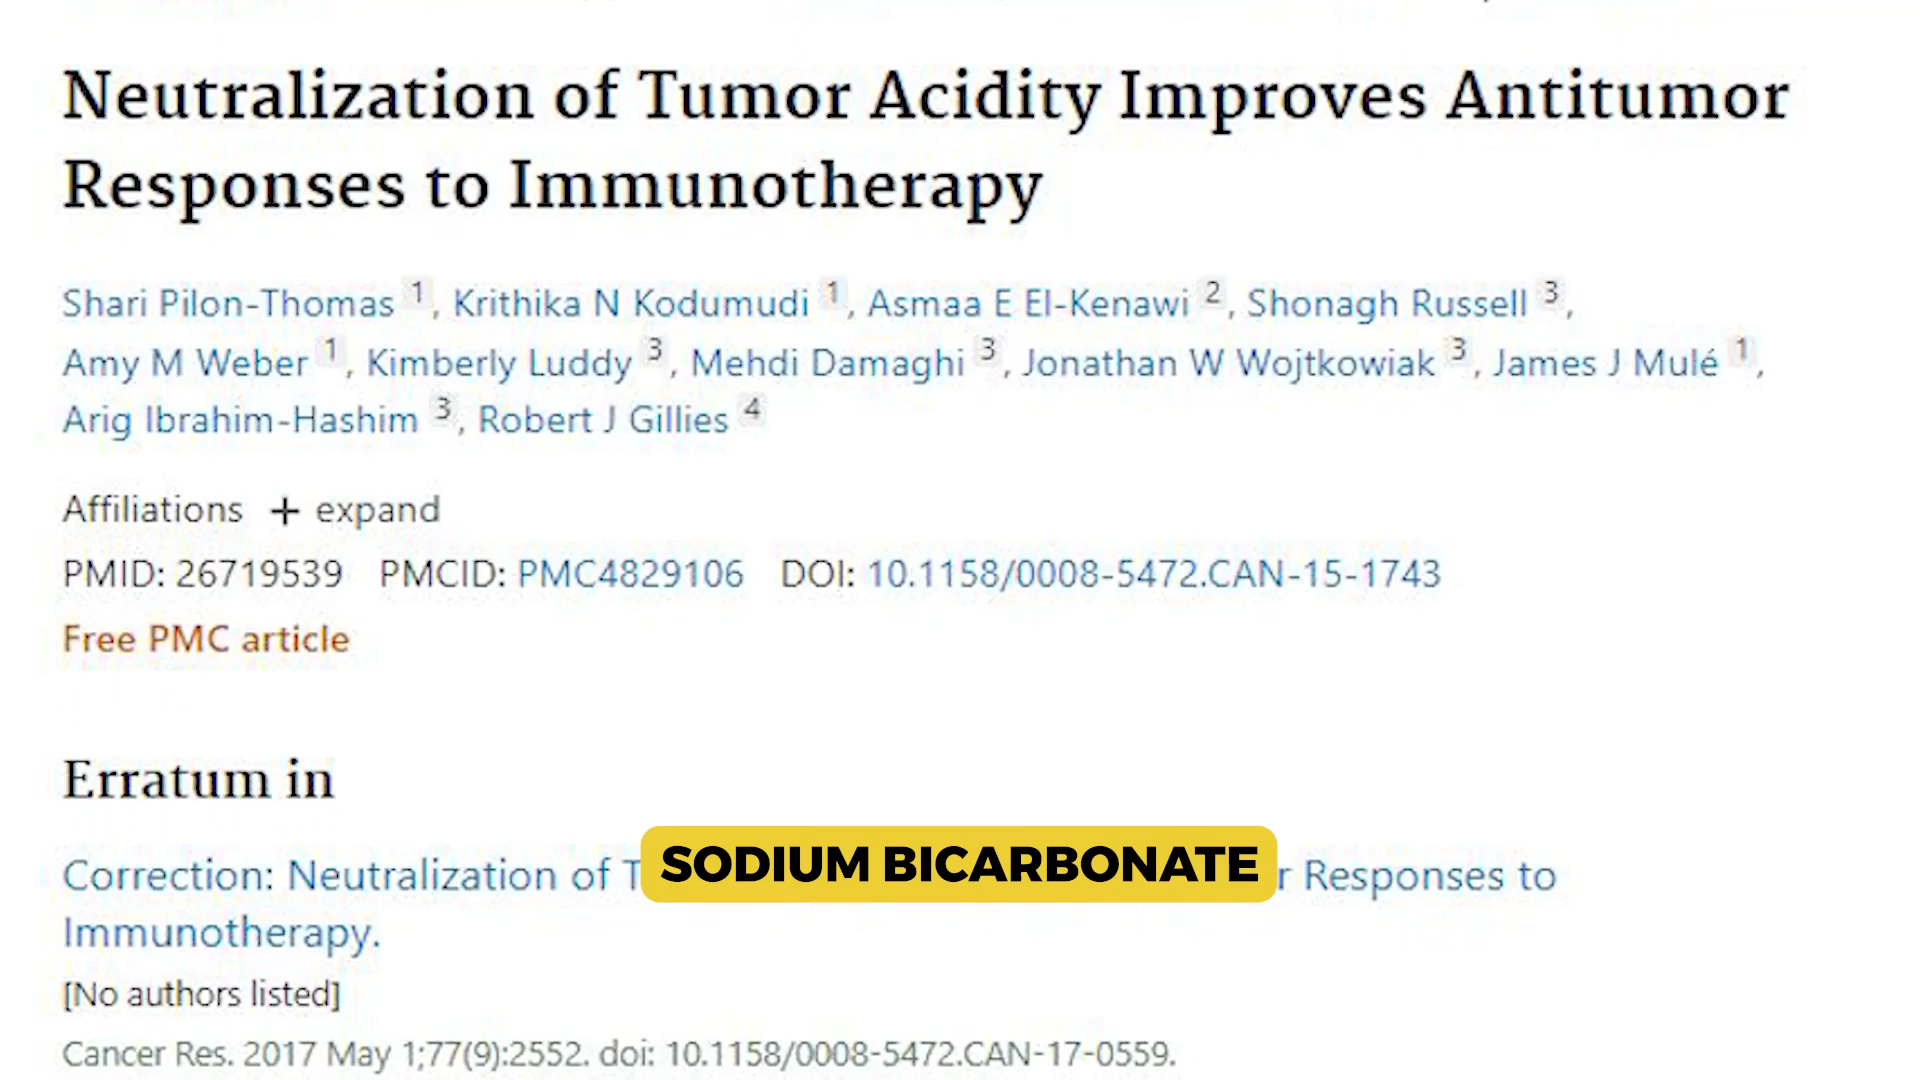 Neutralization of Tumor Acidity Improves Antitumor
Responses to Immunotherapy
Shari Pilon-Thomas 1, Krithika N Kodumudi 1, Asmaa E El-Kenawi 2, Shonagh Russell 3,
Amy M Weber 1, Kimberly Luddy 3, Mehdi Damaghi 3, Jonathan W Wojtkowiak 3, James J Mulé 1,
Arig Ibrahim-Hashim 3, Robert J Gillies 4
Affiliations + expand
PMID: 26719539 PMCID: PMC4829106 DOI: 10.1158/0008-5472.CAN-15-1743
Free PMC article
Erratum in
Correction: Neutralization of T
SODIUM BICARBONATE
r Responses to
Immunotherapy.
[No authors listed]
Cancer Res. 2017 May 1;77(9):2552. doi: 10.1158/0008-5472.CAN-17-0559.